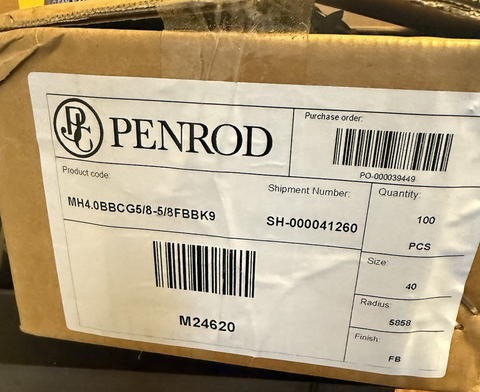 PC
PENROD
Purchase order:
PO-000039449
Product code:
MH4.0BBCG5/8-5/8FBBK9
Shipment Number:
SH-000041260
Quantity:
100
PCS
Size:
40
Radius:
5858
Finish:
FB
M24620